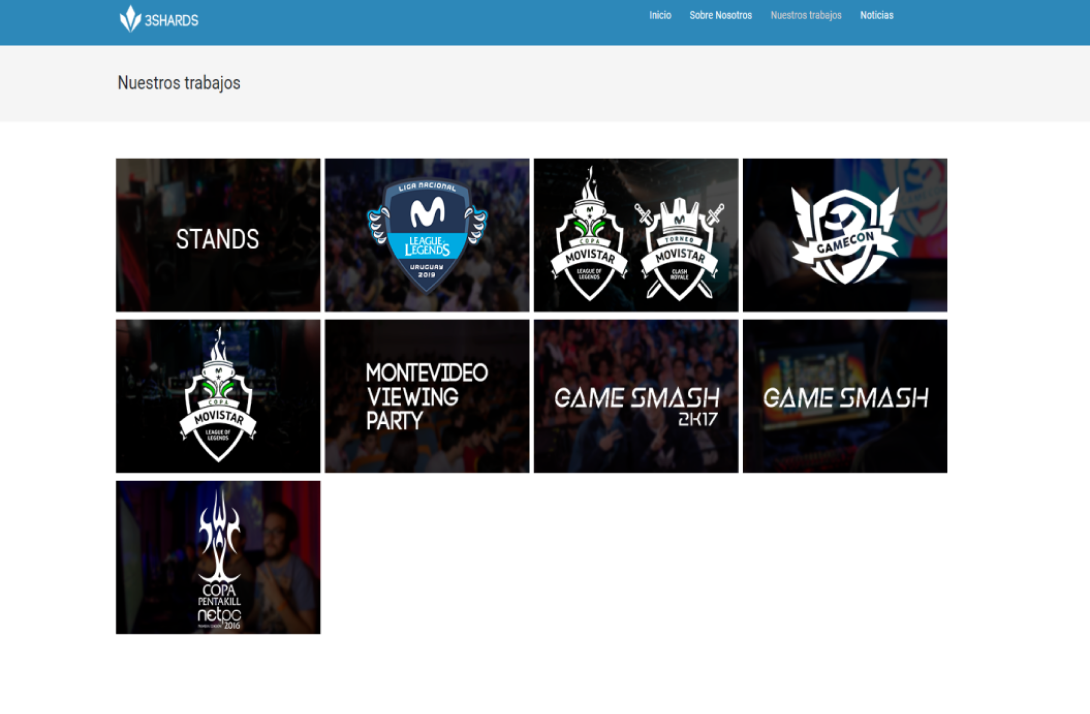 3SHARDS
Inicio
Sobre Nosotros
Nuestros trabajos
Noticias
Nuestros trabajos
STANDS
LIGA NACIONAL
LEAGUE
LEGENDS
URUGUAY
2019
COPA
MOVISTAR
LEAGUE OF
LEGENDS
TORNEO
MOVISTAR
CLASH
ROYALE
GAMECON
COPA
MOVISTAR
LEAGUE OF
LEGENDS
MONTEVIDEO
VIEWING
PARTY
GAME SMASH
2K17
GAME SMASH
COPA
PENTAKILL
netpc
2016